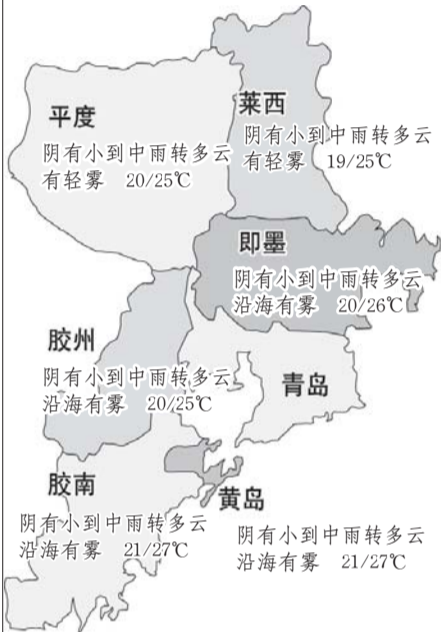 莱西
阴有小到中雨转多云
有轻雾 19/25℃
平度
阴有小到中雨转多云
有轻雾 20/25℃
即墨
阴有小到中雨转多云
沿海有雾 20/26℃
胶州
阴有小到中雨转多云
沿海有雾 20/25℃
青岛
胶南
阴有小到中雨转多云
沿海有雾 21/27℃
黄岛
阴有小到中雨转多云
沿海有雾 21/27℃